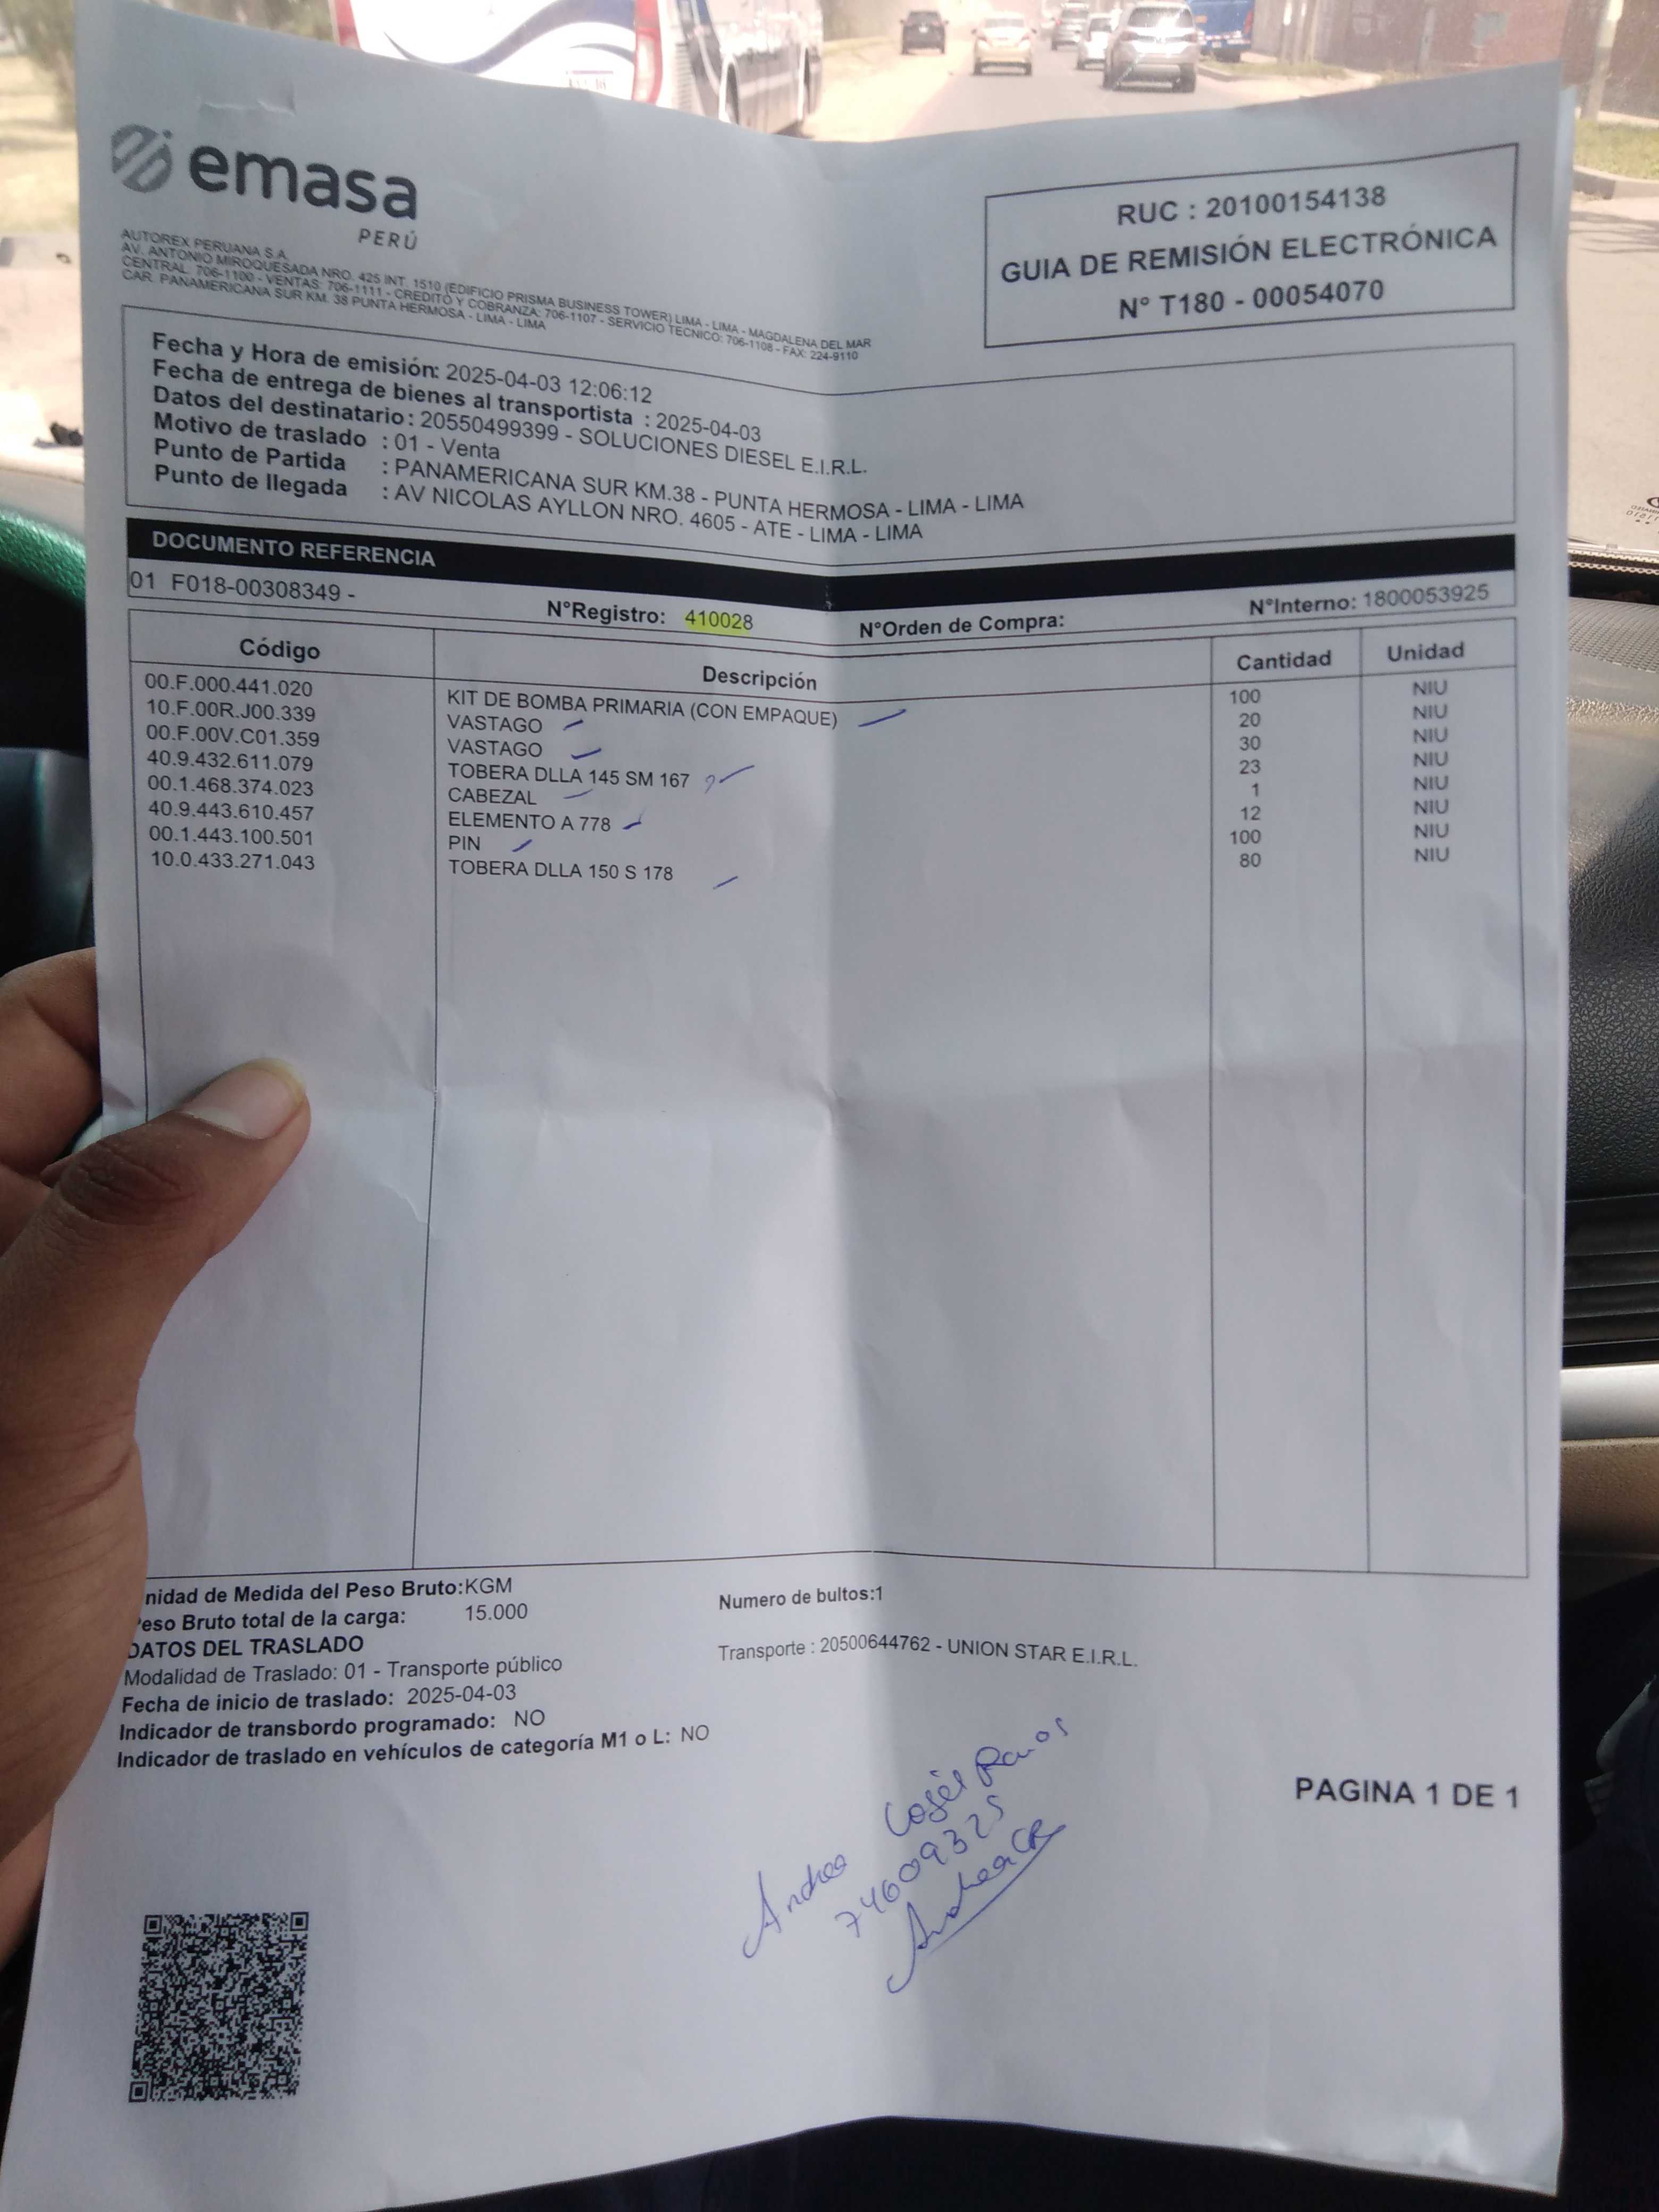 emasa
PERÚ
AUTOREX PERUANA S.A.
AV. ANTONIO MIROQUESADA NRO. 425 INT. 1510 (EDIFICIO PRISMA BUSINESS TOWER) LIMA - LIMA - MAGDALENA DEL MAR
CENTRAL: 706-1100 - VENTAS: 706-1111 - CREDITO Y COBRANZA: 706-1107 - SERVICIO TECNICO: 706-1108 - FAX: 224-9110
CAR. PANAMERICANA SUR KM. 38 PUNTA HERMOSA - LIMA - LIMA
RUC : 20100154138
GUIA DE REMISIÓN ELECTRÓNICA
N° T180 - 00054070
Fecha y Hora de emisión: 2025-04-03 12:06:12
Fecha de entrega de bienes al transportista : 2025-04-03
Datos del destinatario : 20550499399 - SOLUCIONES DIESEL E.I.R.L.
Motivo de traslado : 01 - Venta
Punto de Partida : PANAMERICANA SUR KM.38 - PUNTA HERMOSA - LIMA - LIMA
Punto de llegada : AV NICOLAS AYLLON NRO. 4605 - ATE - LIMA - LIMA
DOCUMENTO REFERENCIA
01 F018-00308349 -
N°Registro: 410028 N°Orden de Compra: N°Interno: 1800053925
Código Descripción Cantidad Unidad
00.F.000.441.020 KIT DE BOMBA PRIMARIA (CON EMPAQUE) 100 NIU
10.F.00R.J00.339 VASTAGO 20 NIU
00.F.00V.C01.359 VASTAGO 30 NIU
40.9.432.611.079 TOBERA DLLA 145 SM 167 23 NIU
00.1.468.374.023 CABEZAL 1 NIU
40.9.443.610.457 ELEMENTO A 778 12 NIU
00.1.443.100.501 PIN 100 NIU
10.0.433.271.043 TOBERA DLLA 150 S 178 80 NIU
nidad de Medida del Peso Bruto:KGM
Peso Bruto total de la carga: 15.000
Numero de bultos:1
DATOS DEL TRASLADO
Modalidad de Traslado: 01 - Transporte público
Transporte : 20500644762 - UNION STAR E.I.R.L.
Fecha de inicio de traslado: 2025-04-03
Indicador de transbordo programado: NO
Indicador de traslado en vehículos de categoría M1 o L: NO
PAGINA 1 DE 1
Andrea Ramos
74609325
AndreaCR